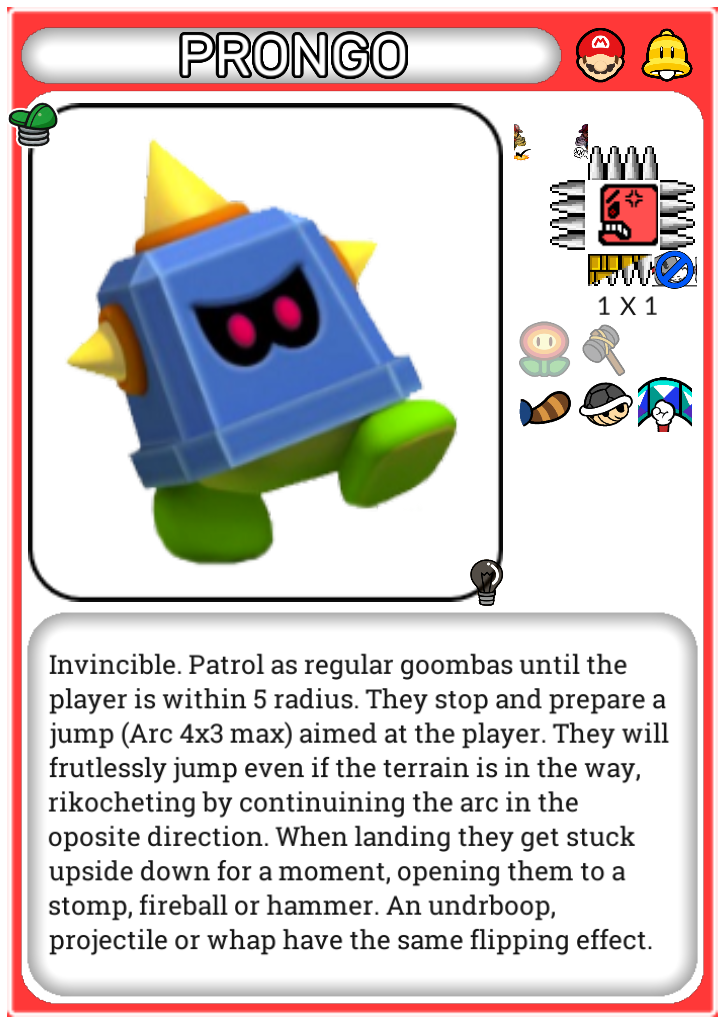 PRONGO
1 X 1
Invincible. Patrol as regular goombas until the
player is within 5 radius. They stop and prepare a
jump (Arc 4x3 max) aimed at the player. They will
frutlessly jump even if the terrain is in the way,
rikocheting by continuining the arc in the
oposite direction. When landing they get stuck
upside down for a moment, opening them to a
stomp, fireball or hammer. An undrboop,
projectile or whap have the same flipping effect.